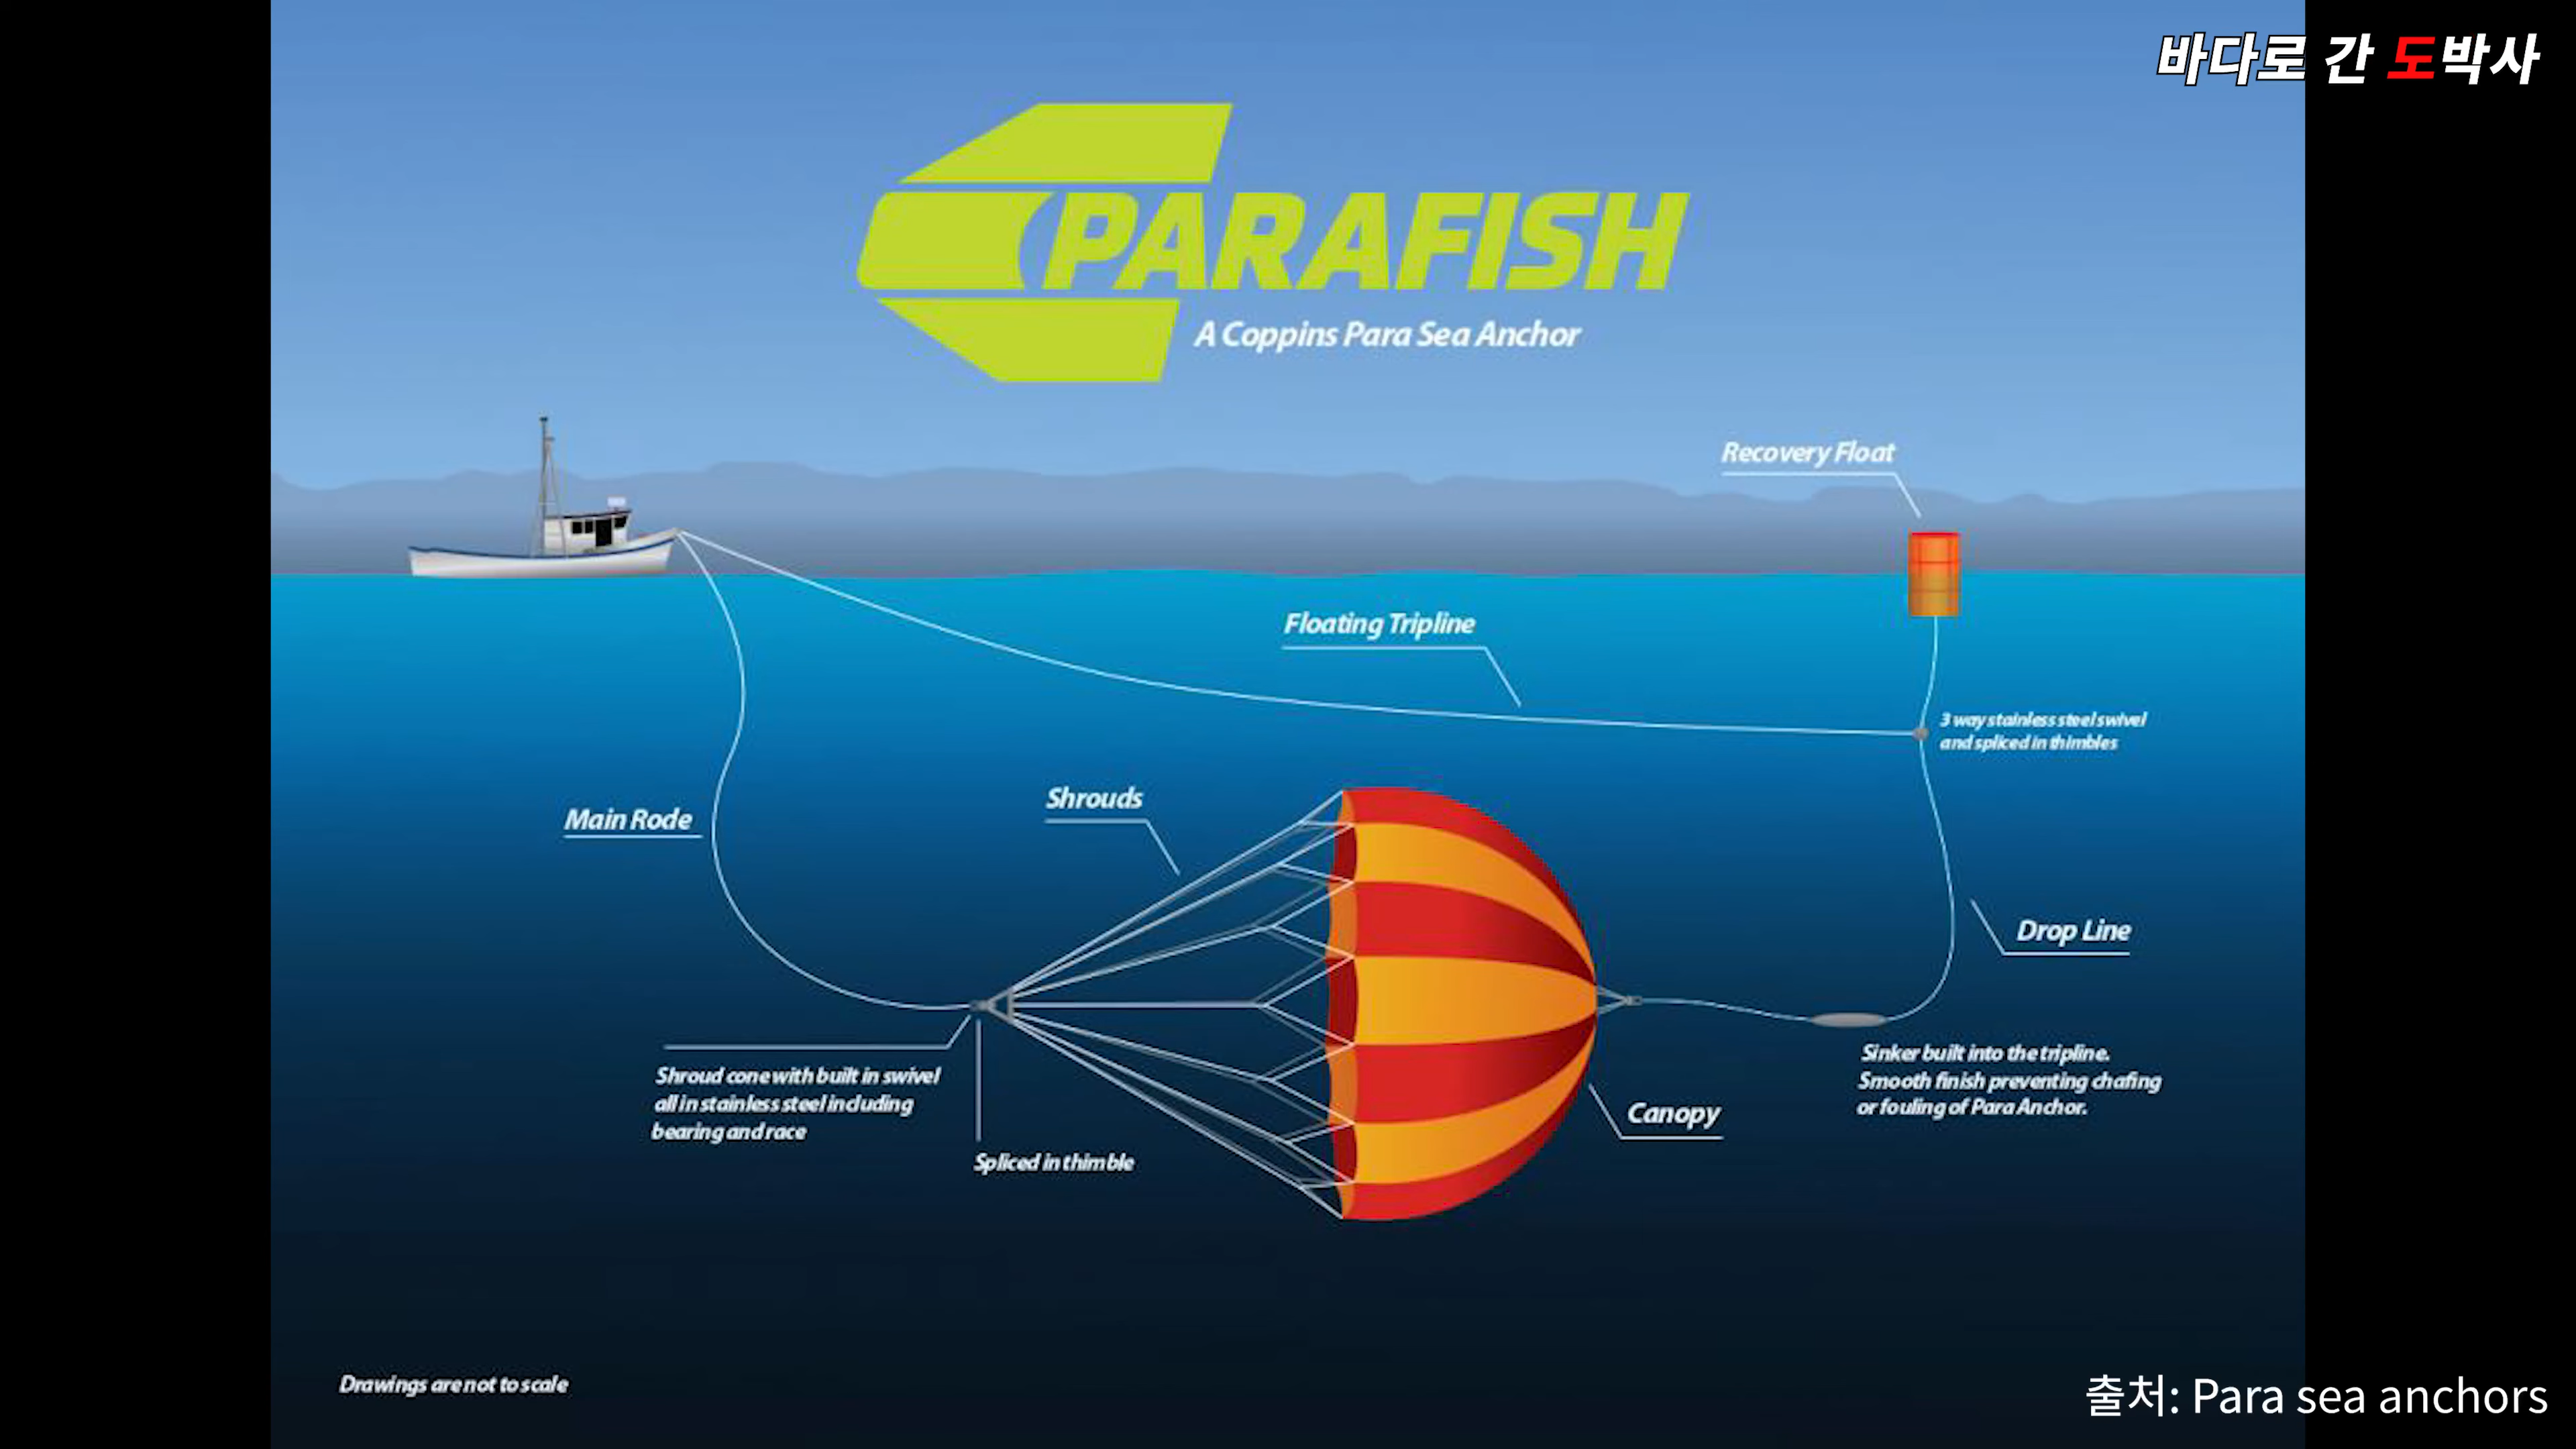 바다로 간 도박사
PARAFISH
A Coppins Para Sea Anchor
Recovery Float
Floating Tripline
3 way stainless steel swivel
and spliced in thimbles
Shrouds
Main Rode
Drop Line
Sinker built into the tripline.
Smooth finish preventing chafing
or fouling of Para Anchor.
Shroud cone with built in swivel
all in stainless steel including
bearing and race
Canopy
Spliced in thimble
Drawings are not to scale
출처: Para sea anchors